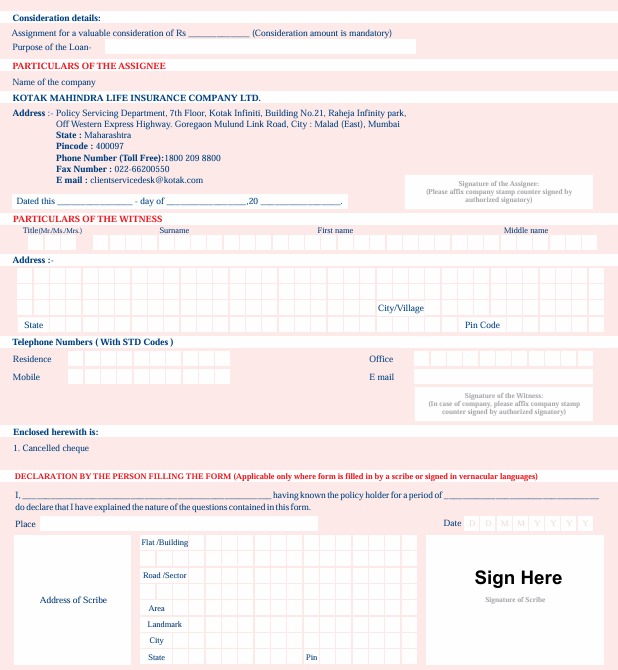 Consideration details:
Assignment for a valuable consideration of Rs ______________ (Consideration amount is mandatory)
Purpose of the Loan-
PARTICULARS OF THE ASSIGNEE
Name of the company
KOTAK MAHINDRA LIFE INSURANCE COMPANY LTD.
Address :- Policy Servicing Department, 7th Floor, Kotak Infiniti, Building No.21, Raheja Infinity park,
Off Western Express Highway. Goregaon Mulund Link Road, City : Malad (East), Mumbai
State : Maharashtra
Pincode : 400097
Phone Number (Toll Free):1800 209 8800
Fax Number : 022-66200550
E mail : clientservicedesk@kotak.com
Signature of the Assignee:
(Please affix company stamp counter signed by
authorized signatory)
Dated this _________________ - day of __________________,20 __________________.
PARTICULARS OF THE WITNESS
Title(Mr./Ms./Mrs.) Surname First name Middle name
Address :-
City/Village
State Pin Code
Telephone Numbers ( With STD Codes )
Residence Office
Mobile E mail
Signature of the Witness:
(In case of company, please affix company stamp
counter signed by authorized signatory)
Enclosed herewith is:
1. Cancelled cheque
DECLARATION BY THE PERSON FILLING THE FORM (Applicable only where form is filled in by a scribe or signed in vernacular languages)
I, _________________________________________________________ having known the policy holder for a period of ____________________________________
do declare that I have explained the nature of the questions contained in this form.
Place Date D D M M Y Y Y Y
Flat /Building
Road /Sector
Sign Here
Address of Scribe
Signature of Scribe
Area
Landmark
City
State Pin